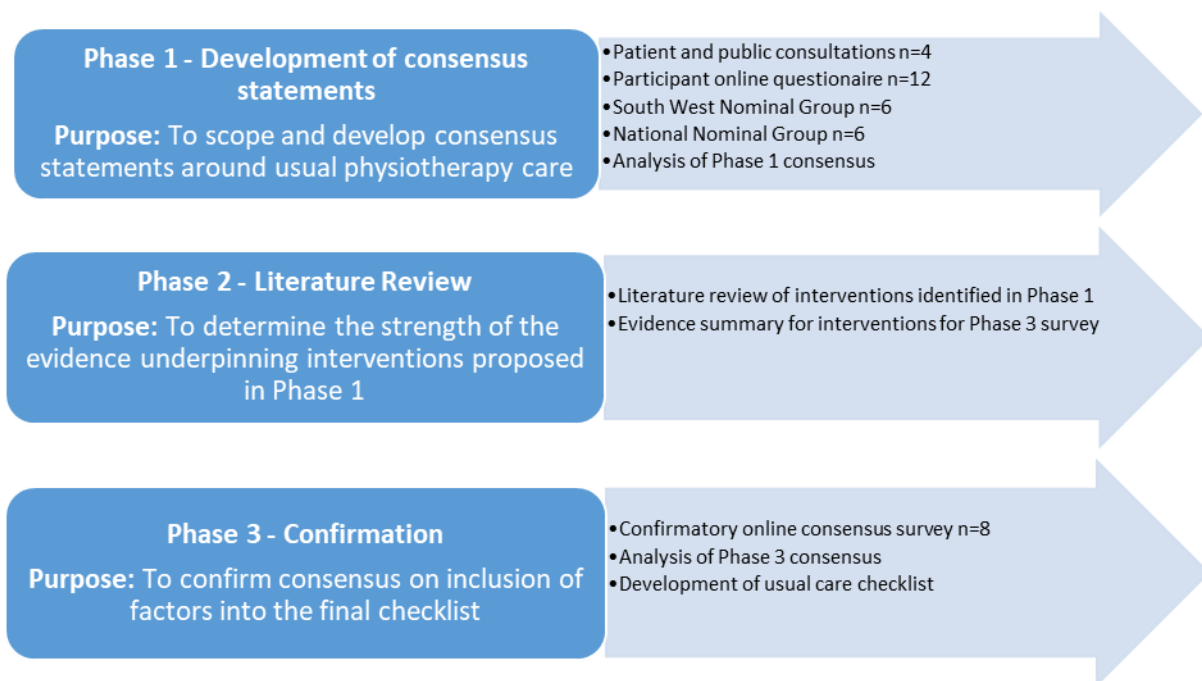 Phase 1 - Development of consensus
statements
Purpose: To scope and develop consensus
statements around usual physiotherapy care
•Patient and public consultations n=4
•Participant online questionaire n=12
•South West Nominal Group n=6
•National Nominal Group n=6
•Analysis of Phase 1 consensus
Phase 2 - Literature Review
Purpose: To determine the strength of the
evidence underpinning interventions proposed
in Phase 1
•Literature review of interventions identified in Phase 1
•Evidence summary for interventions for Phase 3 survey
Phase 3 - Confirmation
Purpose: To confirm consensus on inclusion of
factors into the final checklist
•Confirmatory online consensus survey n=8
•Analysis of Phase 3 consensus
•Development of usual care checklist